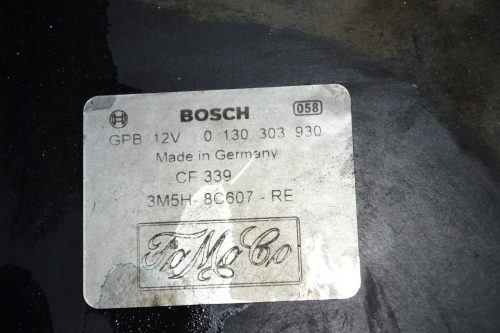 BOSCH 058
GPB 12V 0 130 303 930
Made in Germany
CF 339
3M5H-8C607-RE
FoMoCo